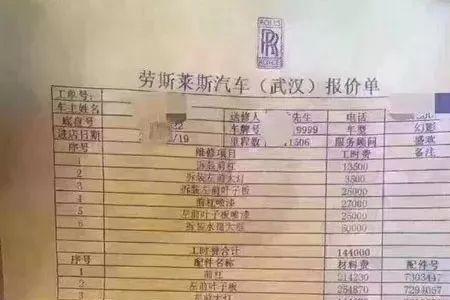 ROLLS
RR
ROYCE
劳斯莱斯汽车（武汉）报价单
工单号：
车主姓名 送修人 先生 电话
底盘号 车牌号 9999 车型 幻影
进店日期 /19 里程数 1506 服务顾问
序号 维修项目 工时费 备注
1 拆装前杠 13500
2 拆装左前大灯 3500
3 拆装左前叶子板 25000
4 前杠喷漆 27000
5 左前叶子板喷漆 25000
6 拆装水箱大框 50000
工时费合计 144000
序号 配件名称 材料费 配件号
1 前杠 214230 7303447
2 左前叶子板 254870